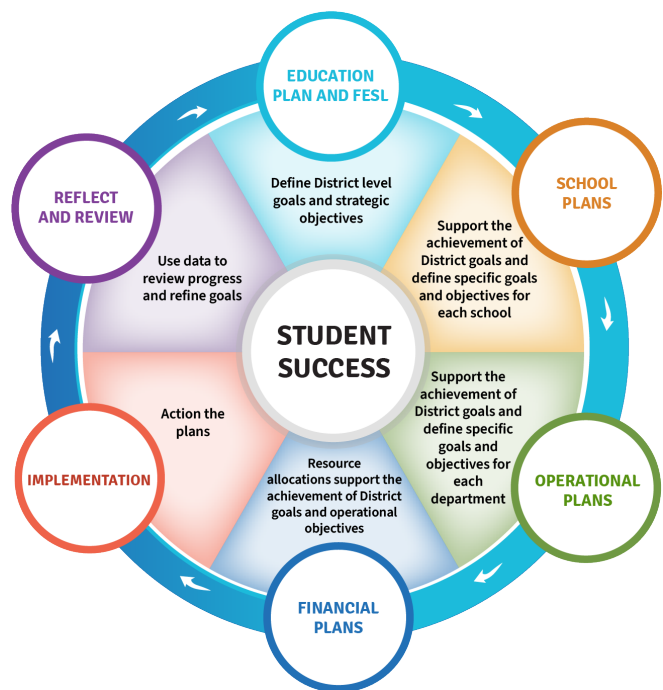 EDUCATION
PLAN AND FESL
Define District level
goals and strategic
objectives
SCHOOL
PLANS
Support the
achievement of
District goals and
define specific goals
and objectives for
each school
OPERATIONAL
PLANS
Support the
achievement of
District goals and
define specific
goals and
objectives for
each
department
FINANCIAL
PLANS
Resource
allocations support the
achievement of District
goals and operational
objectives
IMPLEMENTATION
Action the
plans
REFLECT
AND REVIEW
Use data to
review progress
and refine goals
STUDENT
SUCCESS